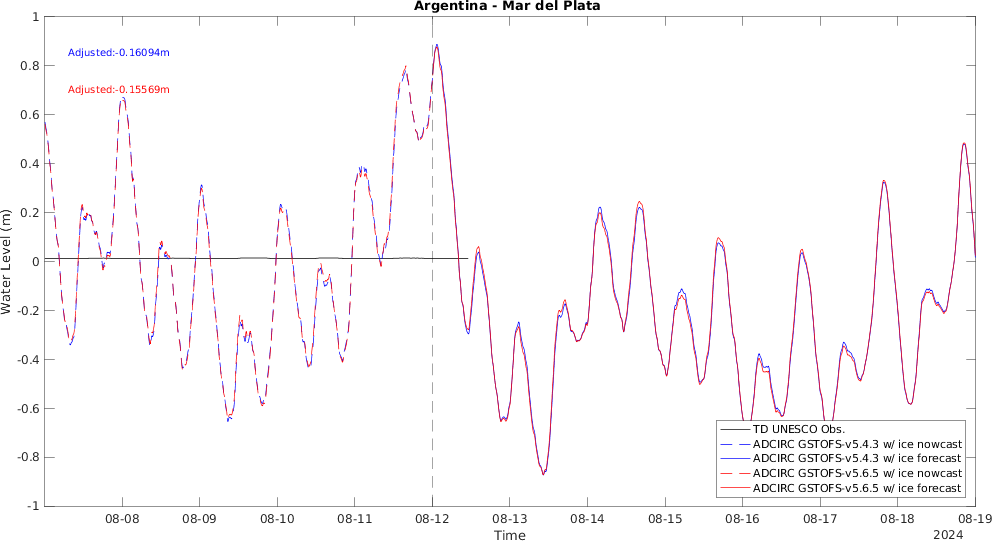 Argentina - Mar del Plata
Adjusted:-0.16094m
Adjusted:-0.15569m
Water Level (m)
1
0.8
0.6
0.4
0.2
0
-0.2
-0.4
-0.6
-0.8
-1
TD UNESCO Obs.
ADCIRC GSTOFS-v5.4.3 w/ ice nowcast
ADCIRC GSTOFS-v5.4.3 w/ ice forecast
ADCIRC GSTOFS-v5.6.5 w/ ice nowcast
ADCIRC GSTOFS-v5.6.5 w/ ice forecast
08-08 08-09 08-10 08-11 08-12 08-13 08-14 08-15 08-16 08-17 08-18 08-19
Time
2024